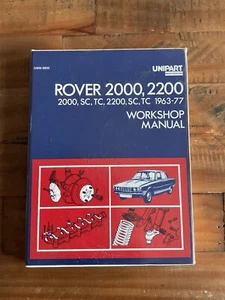 UNIPART
ROVER 2000, 2200
2000, SC, TC, 2200, SC, TC 1963-77
WORKSHOP
MANUAL